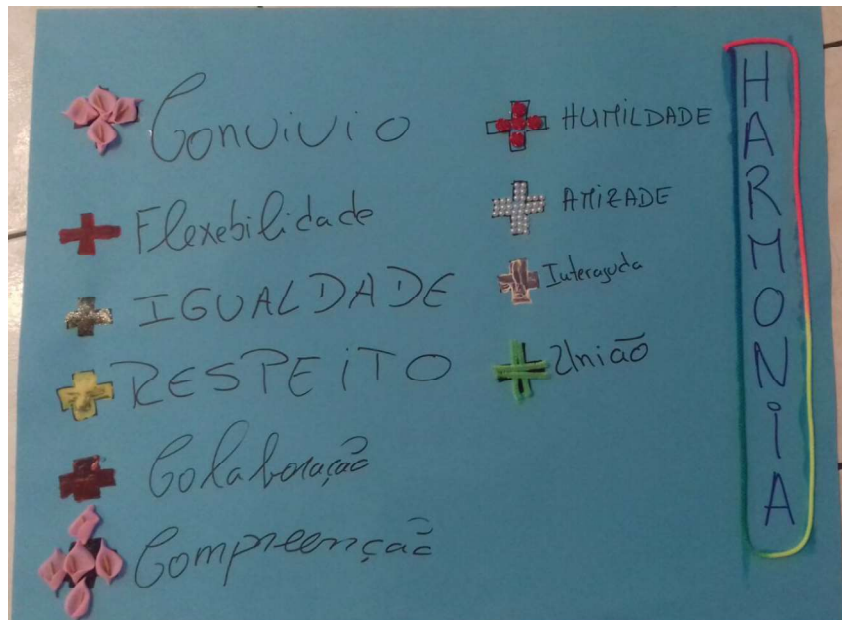 Convivio
Flexebilidade
IGUALDADE
RESPEITO
Colaboração
Compreenção
HUMILDADE
AMIZADE
Interajuda
União
HARMONiA